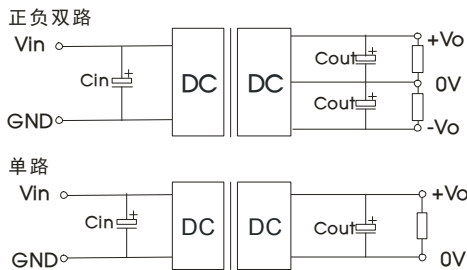 正负双路
Vin
Cin
+
GND
DC
DC
Cout
+
Cout
+
+Vo
0V
-Vo
单路
Vin
Cin
+
GND
DC
DC
Cout
+
+Vo
0V